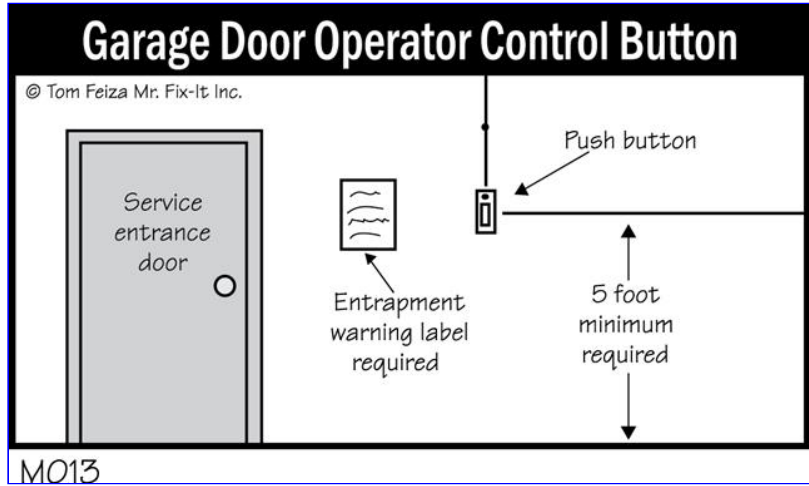 Garage Door Operator Control Button
© Tom Feiza Mr. Fix-It Inc.
Push button
Service
entrance
door
Entrapment
warning label
required
5 foot
minimum
required
M013